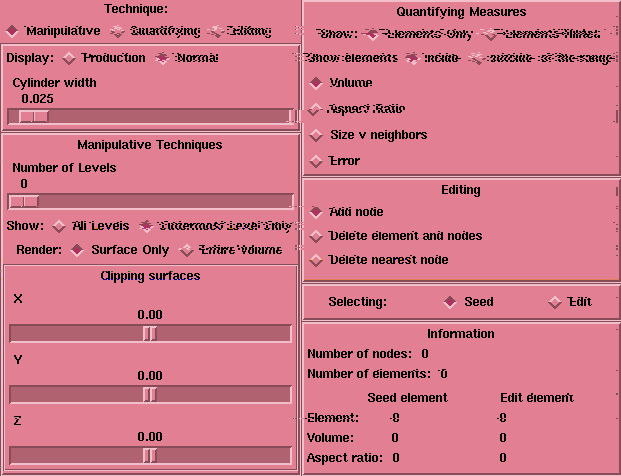 Technique:
Manipulative Quantifying Editing
Display: Production Normal
Cylinder width
0.025
Manipulative Techniques
Number of Levels
0
Show: All Levels Outermost Level Only
Render: Surface Only Entire Volume
Clipping surfaces
X
0.00
Y
0.00
Z
0.00
Quantifying Measures
Show: Elements Only Elements Faded
Show elements Inside outside of the range
Volume
Aspect Ratio
Size v neighbors
Error
Editing
Add node
Delete element and nodes
Delete nearest node
Selecting: Seed Edit
Information
Number of nodes: 0
Number of elements: 0
Seed element Edit element
Element:
Volume: 0 0
Aspect ratio: 0 0